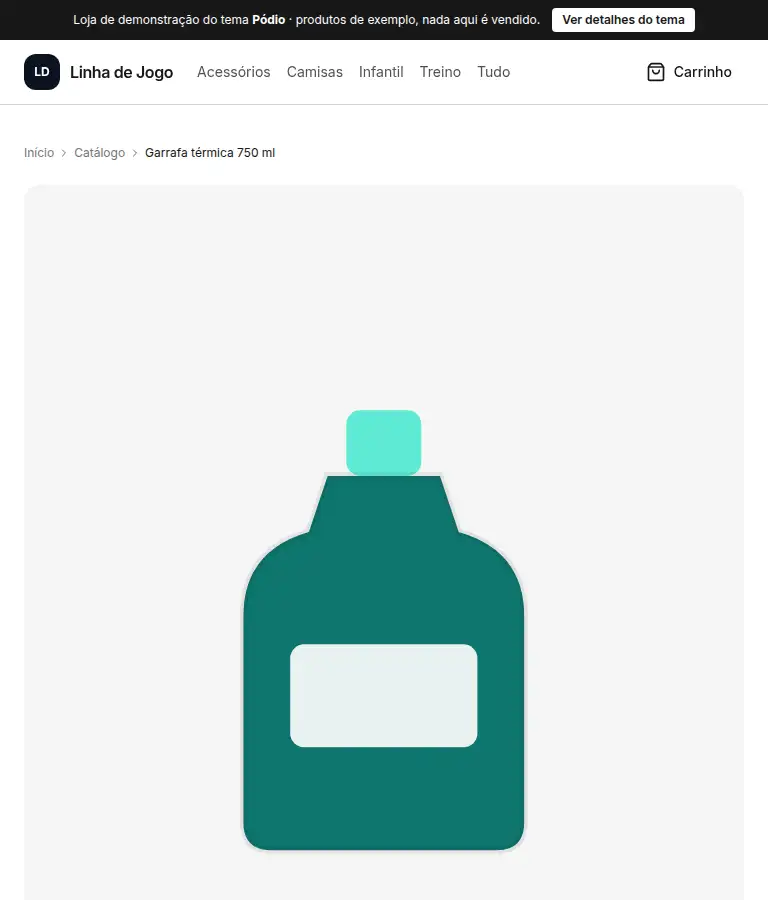 Loja de demonstração do tema Pódio · produtos de exemplo, nada aqui é vendido. Ver detalhes do tema
LD Linha de Jogo Acessórios Camisas Infantil Treino Tudo Carrinho
Início > Catálogo > Garrafa térmica 750 ml